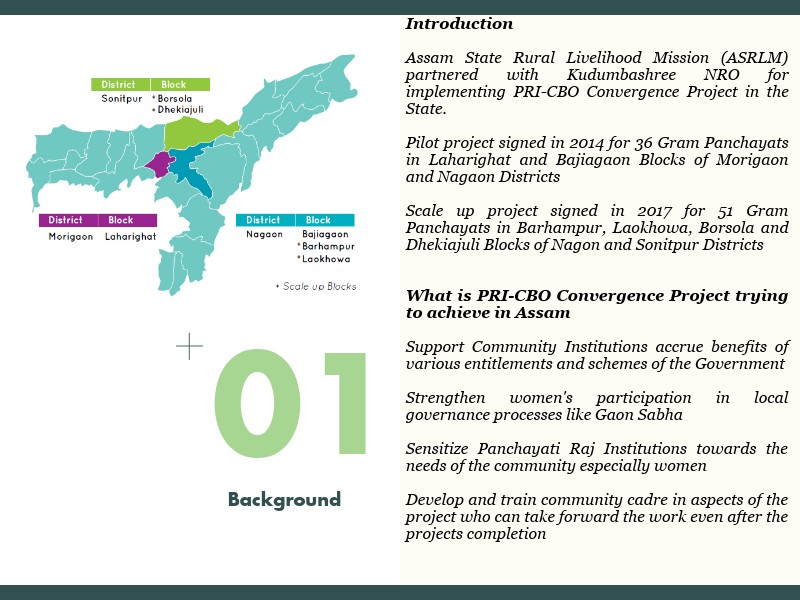 District Block
Sonitpur *Borsola
*Dhekiajuli
District Block
Morigaon Laharighat
District Block
Nagaon Bajiagaon
*Barhampur
*Laokhowa
* Scale up Blocks
01
Background
Introduction
Assam State Rural Livelihood Mission (ASRLM)
partnered with Kudumbashree NRO for
implementing PRI-CBO Convergence Project in the
State.
Pilot project signed in 2014 for 36 Gram Panchayats
in Laharighat and Bajiagaon Blocks of Morigaon
and Nagaon Districts
Scale up project signed in 2017 for 51 Gram
Panchayats in Barhampur, Laokhowa, Borsola and
Dhekiajuli Blocks of Nagon and Sonitpur Districts
What is PRI-CBO Convergence Project trying
to achieve in Assam
Support Community Institutions accrue benefits of
various entitlements and schemes of the Government
Strengthen women's participation in local
governance processes like Gaon Sabha
Sensitize Panchayati Raj Institutions towards the
needs of the community especially women
Develop and train community cadre in aspects of the
project who can take forward the work even after the
projects completion